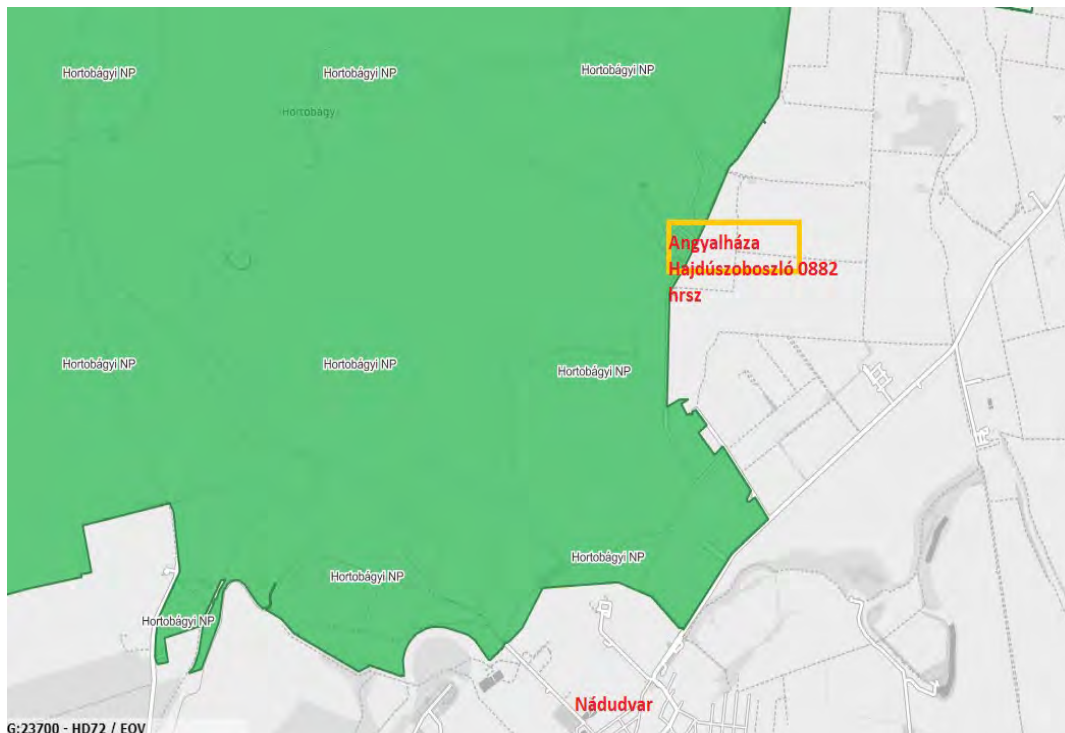 Hortobágyi NP
Hortobágyi NP
Hortobágyi NP
Hortobágy
Angyalháza
Hajdúszoboszló 0882
hrsz
Hortobágyi NP
Hortobágyi NP
Hortobágyi NP
Hortobágyi NP
Hortobágyi NP
Hortobágyi NP
Nádudvar
G:23700 - HD72 / EOV